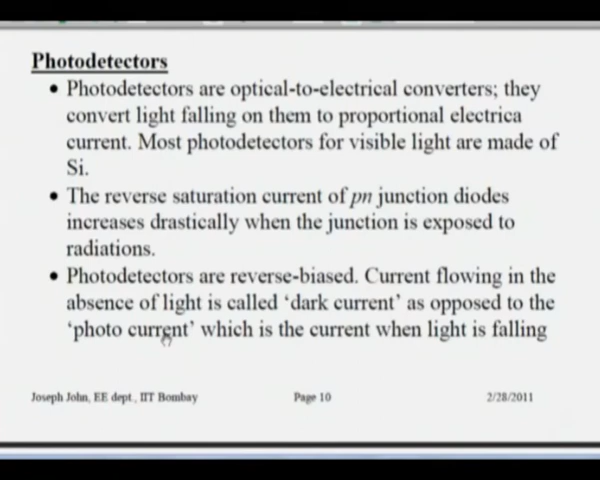 Photodetectors
• Photodetectors are optical-to-electrical converters; they
convert light falling on them to proportional electrica
current. Most photodetectors for visible light are made of
Si.
• The reverse saturation current of pn junction diodes
increases drastically when the junction is exposed to
radiations.
• Photodetectors are reverse-biased. Current flowing in the
absence of light is called ‘dark current’ as opposed to the
‘photo current’ which is the current when light is falling
Joseph John, EE dept., IIT Bombay Page 10 2/28/2011